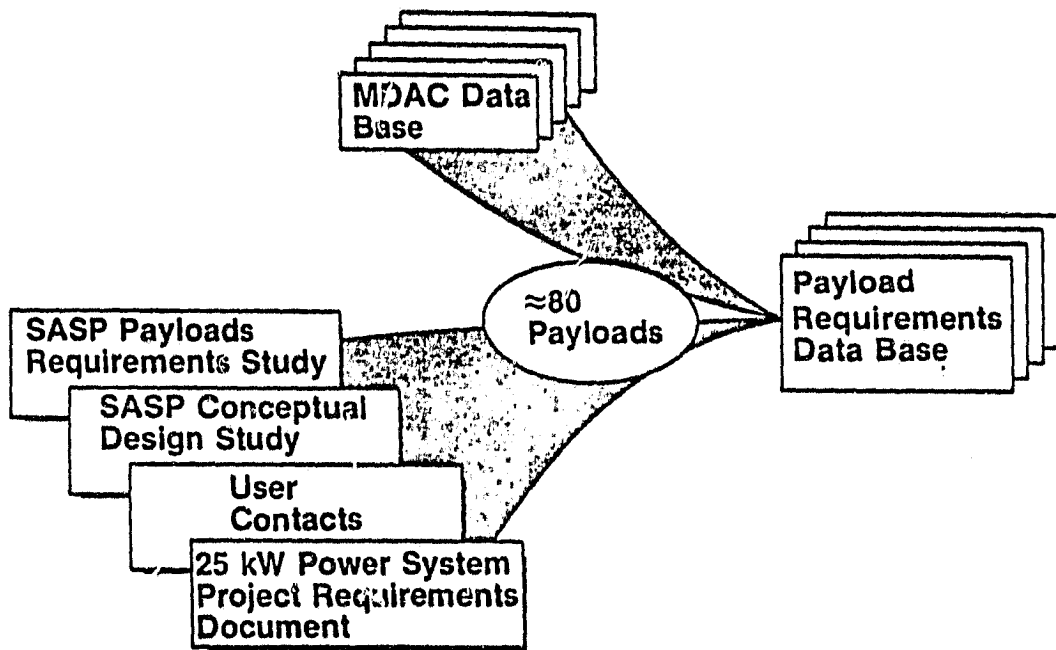 MDAC Data
Base
≈80
Payloads
Payload
Requirements
Data Base
SASP Payloads
Requirements Study
SASP Conceptual
Design Study
User
Contacts
25 kW Power System
Project Requirements
Document